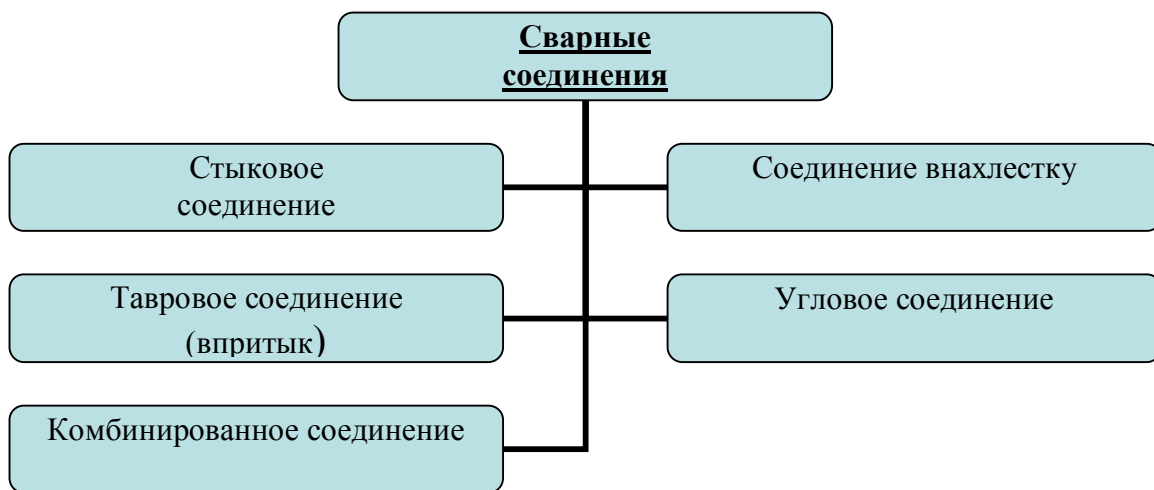 Сварные
соединения
Стыковое
соединение
Соединение внахлестку
Тавровое соединение
(впритык)
Угловое соединение
Комбинированное соединение